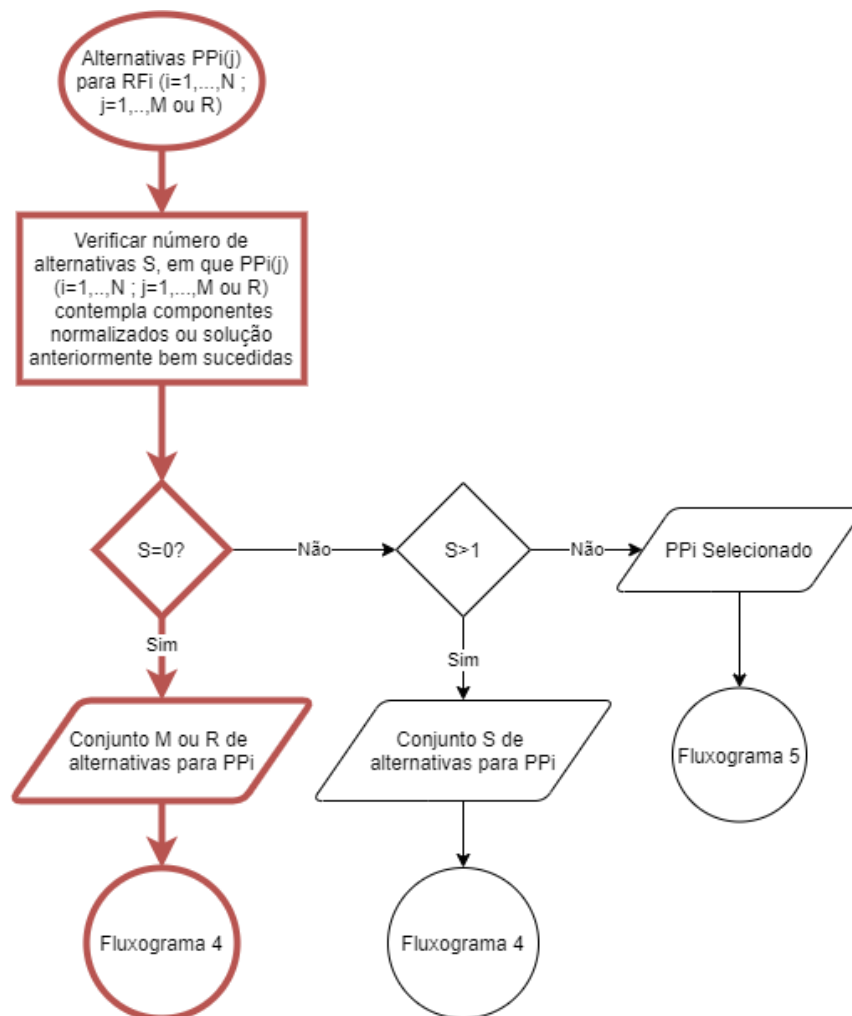 Alternativas PPi(j)
para RFi (i=1,...,N ;
j=1,..,M ou R)
Verificar número de
alternativas S, em que PPi(j)
(i=1,..,N ; j=1,...,M ou R)
contempla componentes
normalizados ou solução
anteriormente bem sucedidas
S=0?
Não
S>1
Não
PPi Selecionado
Sim
Sim
Conjunto M ou R de
alternativas para PPi
Conjunto S de
alternativas para PPi
Fluxograma 5
Fluxograma 4
Fluxograma 4